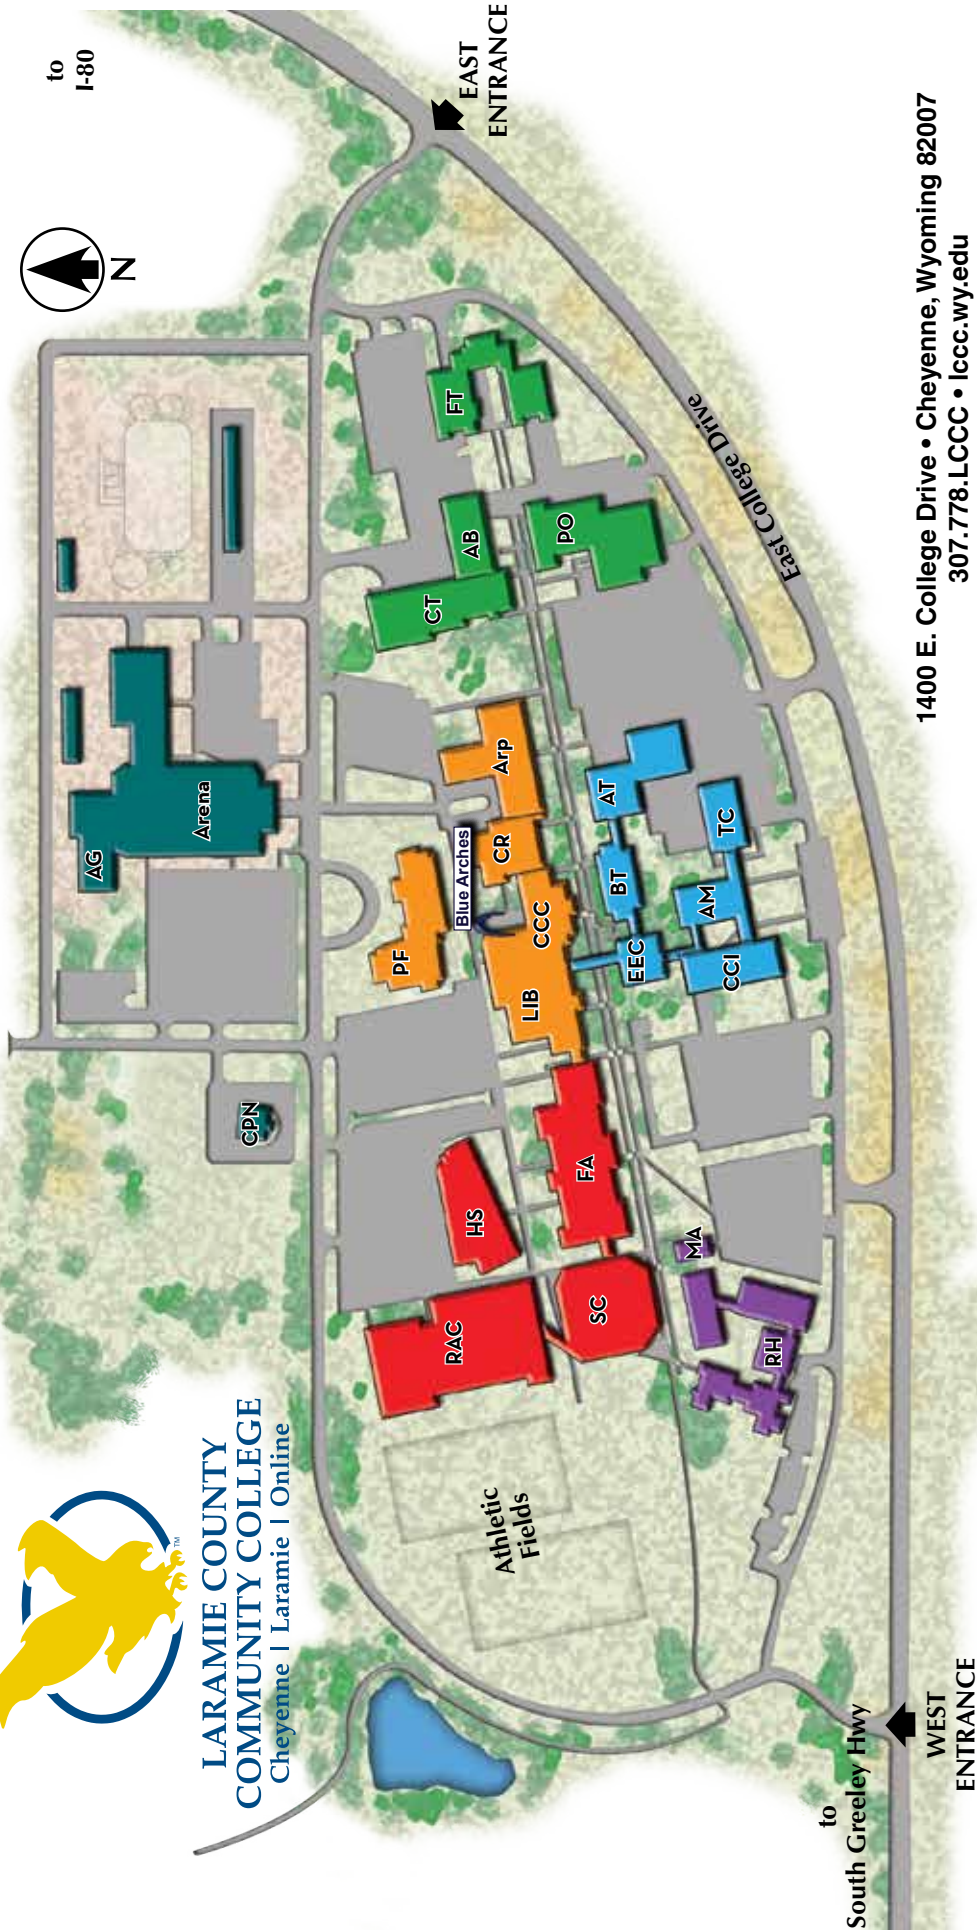 LARAMIE COUNTY
COMMUNITY COLLEGE
Cheyenne | Laramie | Online
TM
N
to
I-80
EAST
ENTRANCE
AG
Arena
CPN
PF
Blue Arches
CR
Arp
CCC
LIB
CT
AB
FT
PO
AT
BT
EEC
TC
AM
CCI
HS
FA
RAC
SC
MA
RH
Athletic
Fields
East College Drive
to
South Greeley Hwy
WEST
ENTRANCE
1400 E. College Drive • Cheyenne, Wyoming 82007
307.778.LCCC • lccc.wy.edu